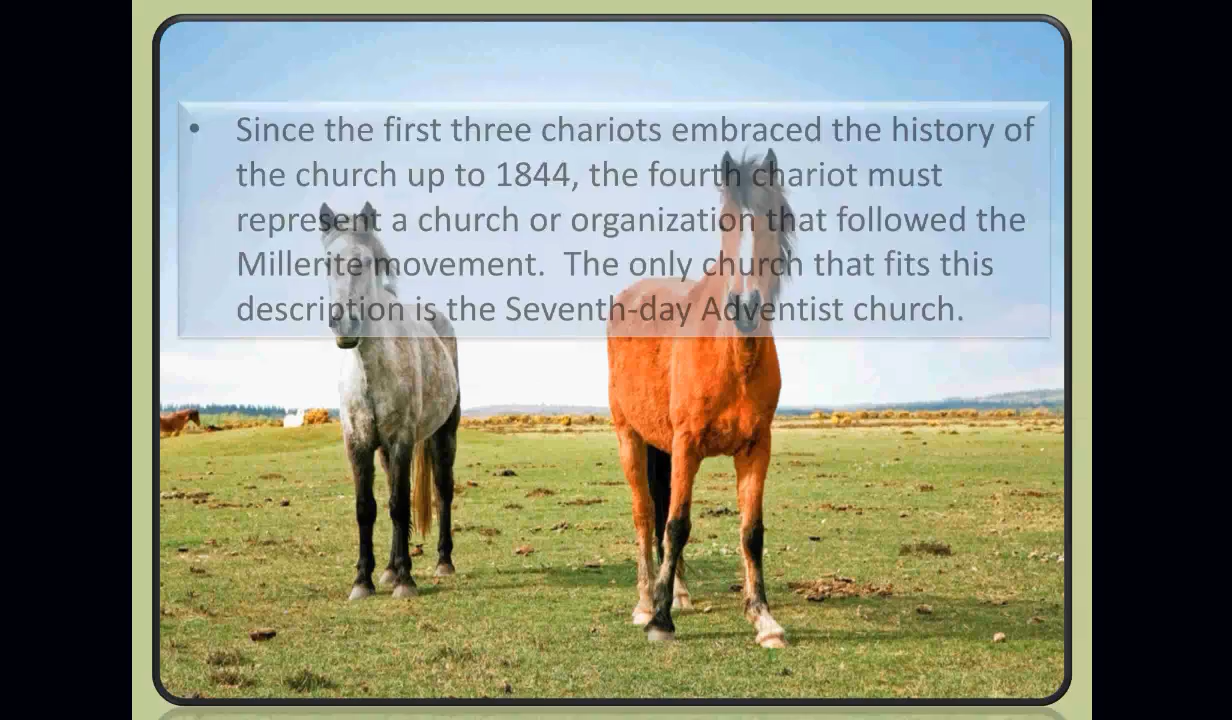 • Since the first three chariots embraced the history of
the church up to 1844, the fourth chariot must
represent a church or organization that followed the
Millerite movement.  The only church that fits this
description is the Seventh-day Adventist church.